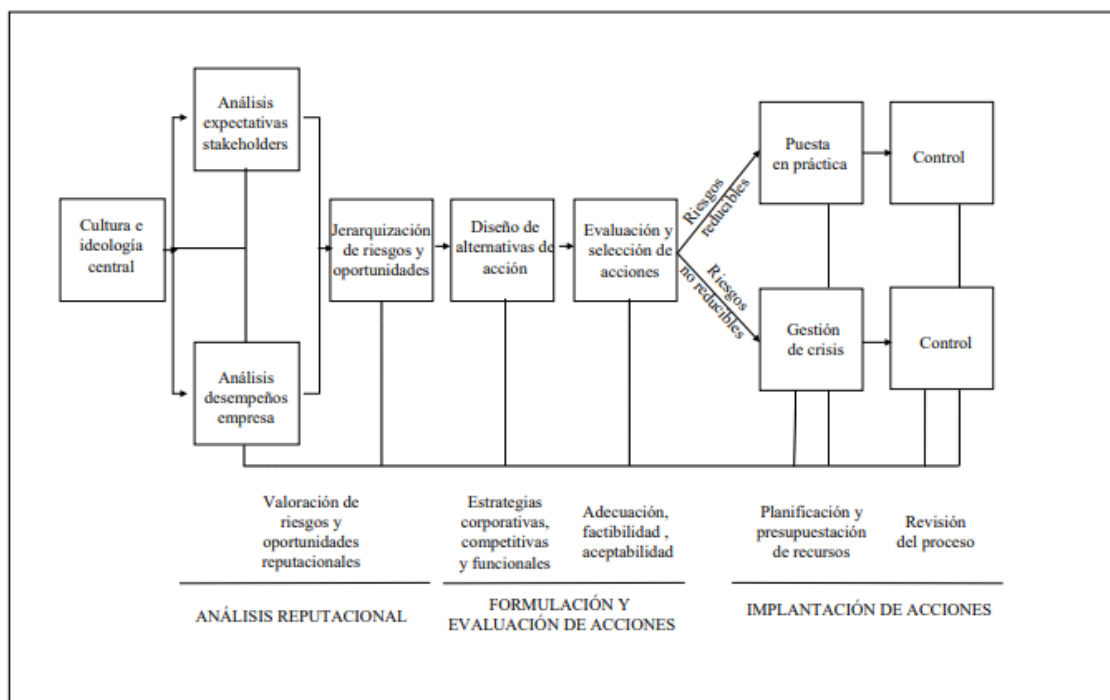 Análisis
expectativas
stakeholders
Cultura e
ideología
central
Análisis
desempeños
empresa
Jerarquización
de riesgos y
oportunidades
Diseño de
alternativas de
acción
Evaluación y
selección de
acciones
Riesgos
reducibles
Riesgos
no reducibles
Puesta
en práctica
Control
Gestión
de crisis
Control
Valoración de
riesgos y
oportunidades
reputacionales
Estrategias
corporativas,
competitivas
y funcionales
Adecuación,
factibilidad ,
aceptabilidad
Planificación y
presupuestación
de recursos
Revisión
del proceso
ANÁLISIS REPUTACIONAL
FORMULACIÓN Y
EVALUACIÓN DE ACCIONES
IMPLANTACIÓN DE ACCIONES